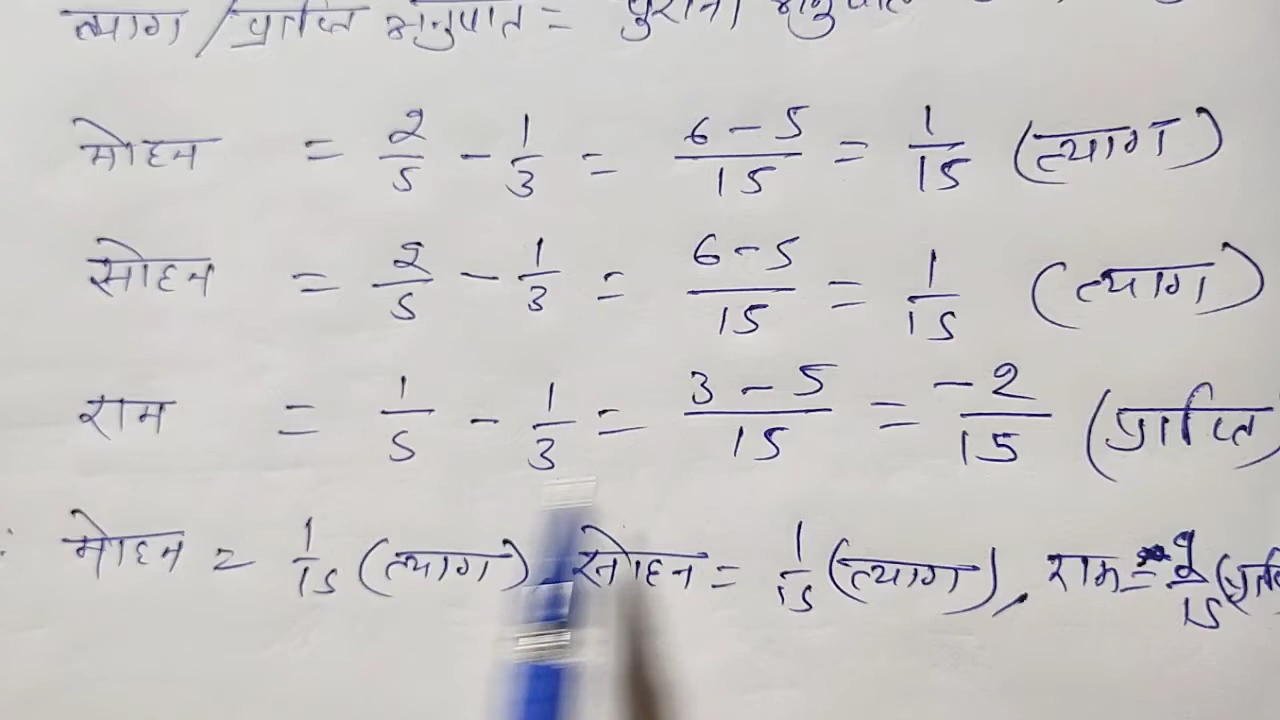 त्याग / प्राप्ति अनुपात = पुराना अनुपात
मोहन = 2/5 - 1/3 = 6-5/15 = 1/15 (त्याग)
सोहन = 2/5 - 1/3 = 6-5/15 = 1/15 (त्याग)
राम = 1/5 - 1/3 = 3-5/15 = -2/15 (प्राप्ति)
मोहन = 1/15 (त्याग), सोहन = 1/15 (त्याग), राम = 2/15 (प्राप्ति